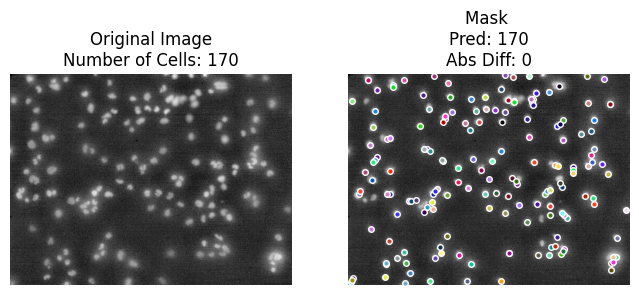 Original Image
Number of Cells: 170
Mask
Pred: 170
Abs Diff: 0